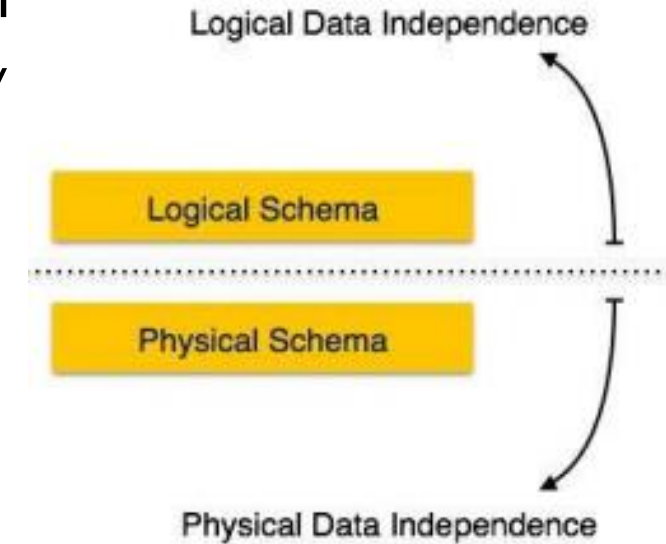 Logical Data Independence
Logical Schema
Physical Schema
Physical Data Independence